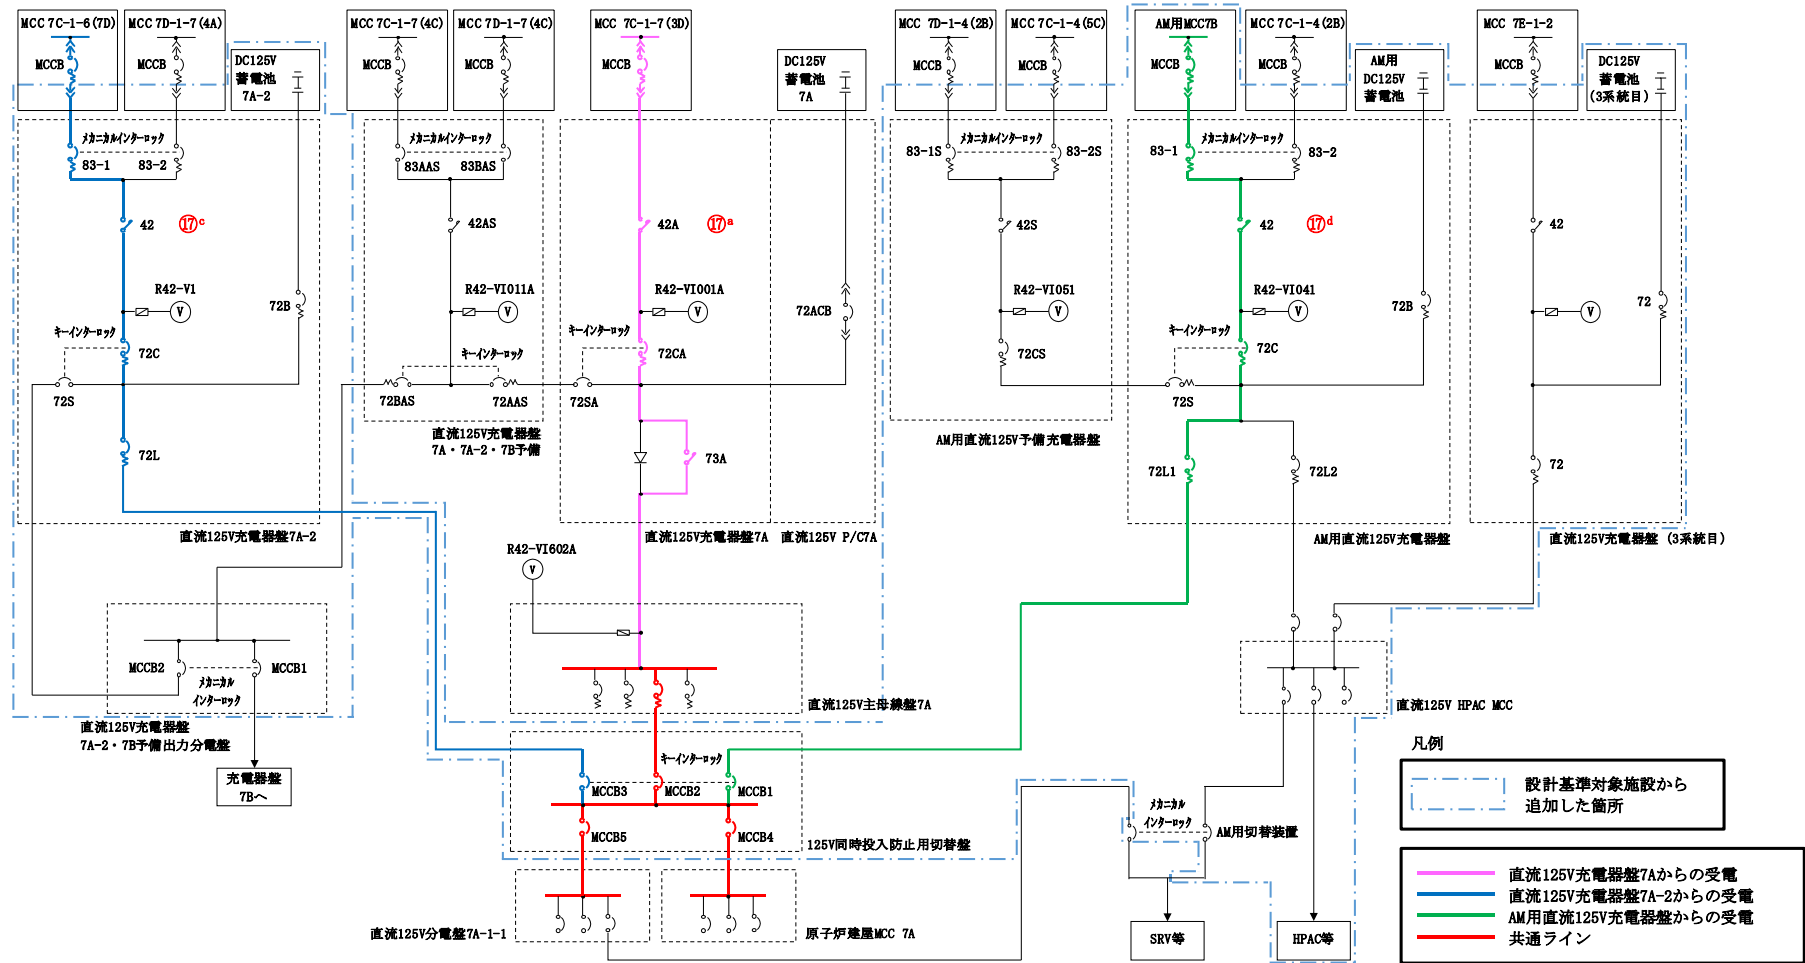 MCC 7C-1-6(7D)
MCC 7D-1-7(4A)
MCC 7C-1-7(4C)
MCC 7D-1-7(4C)
MCC 7C-1-7(3D)
MCC 7D-1-4(2B)
MCC 7C-1-4(5C)
AM用MCC7B
MCC 7C-1-4(2B)
MCC 7E-1-2
MCCB
MCCB
MCCB
MCCB
MCCB
MCCB
MCCB
MCCB
MCCB
MCCB
DC125V
蓄電池
7A-2
DC125V
蓄電池
7A
AM用
DC125V
蓄電池
DC125V
蓄電池
(3系統目)
メカニカルインターロック
83-1
83-2
メカニカルインターロック
83AAS
83BAS
メカニカルインターロック
83-1S
83-2S
メカニカルインターロック
83-1
83-2
42
⑰c
42AS
42A
⑰a
42S
42
⑰d
42
R42-V1
V
72B
R42-VI011A
V
R42-VI001A
V
72ACB
R42-VI051
V
R42-VI041
V
72B
V
72
キーインターロック
72C
72S
キーインターロック
72BAS
72AAS
キーインターロック
72CA
72SA
72CS
キーインターロック
72C
72S
72L
直流125V充電器盤
7A・7A-2・7B予備
73A
AM用直流125V予備充電器盤
72L1
72L2
72
直流125V充電器盤7A-2
直流125V充電器盤7A
直流125V P/C7A
AM用直流125V充電器盤
直流125V充電器盤 (3系統目)
R42-VI602A
V
MCCB2
メカニカル
インターロック
MCCB1
直流125V充電器盤
7A-2・7B予備出力分電盤
充電器盤
7Bへ
直流125V主母線盤7A
直流125V HPAC MCC
キーインターロック
MCCB3
MCCB2
MCCB1
MCCB5
MCCB4
125V同時投入防止用切替盤
メカニカル
インターロック
AM用切替装置
直流125V分電盤7A-1-1
原子炉建屋MCC 7A
SRV等
HPAC等
凡例
設計基準対象施設から
追加した箇所
直流125V充電器盤7Aからの受電
直流125V充電器盤7A-2からの受電
AM用直流125V充電器盤からの受電
共通ライン